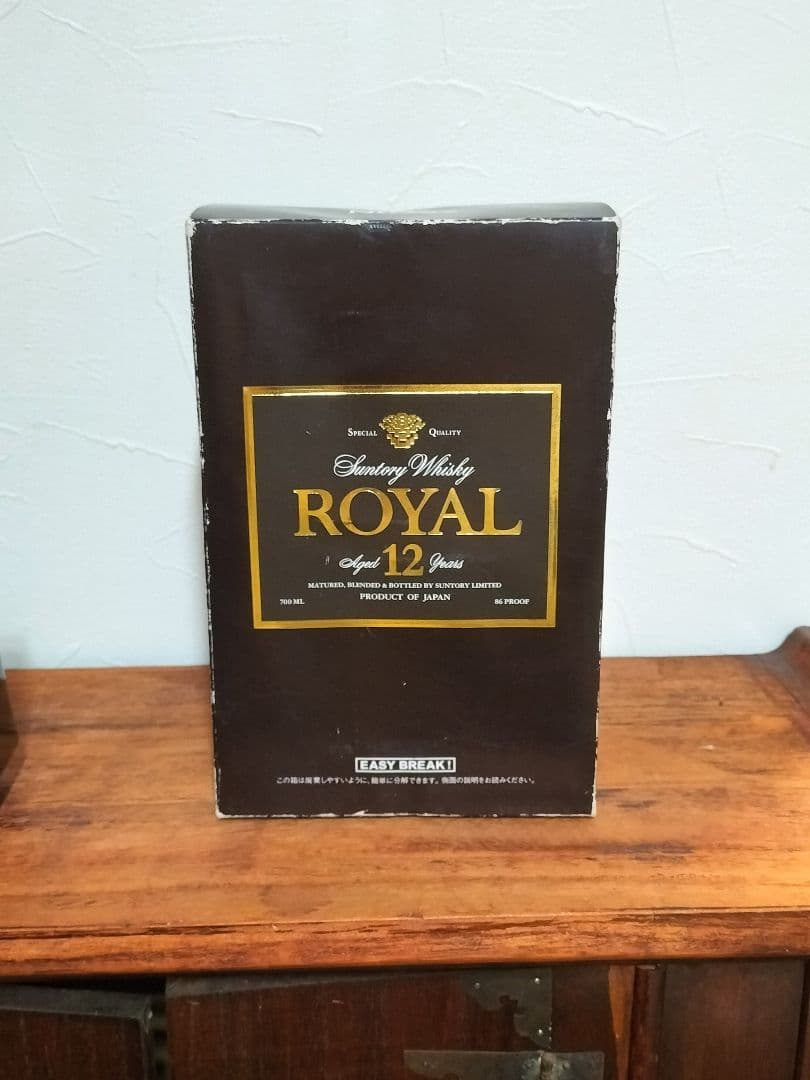 SPECIAL QUALITY
Suntory Whisky
ROYAL
Aged 12 Years
MATURED, BLENDED & BOTTLED BY SUNTORY LIMITED
700 ML PRODUCT OF JAPAN 86 PROOF
EASY BREAK!
この箱は廃棄しやすいように、簡単に分解できます。側面の説明をお読みください。